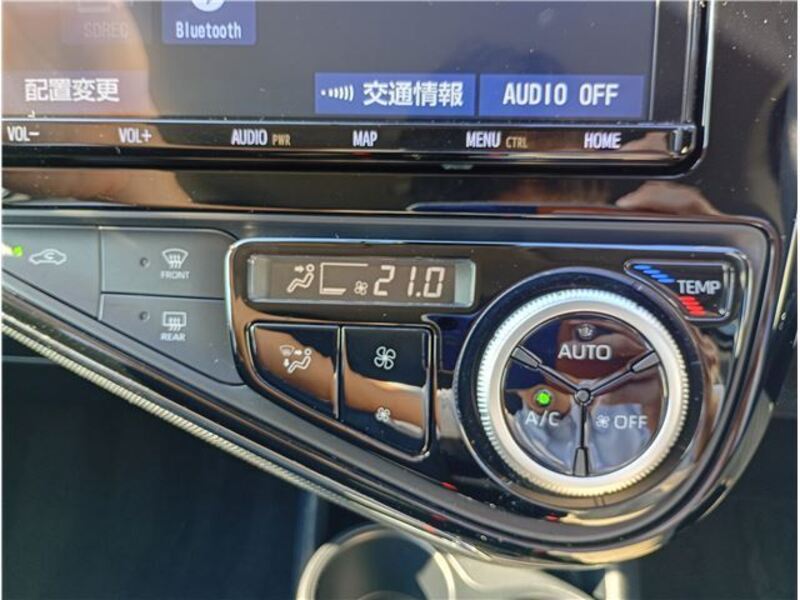 SDREC
Bluetooth
配置変更
交通情報
AUDIO OFF
VOL-
VOL+
AUDIO PWR
MAP
MENU CTRL
HOME
FRONT
REAR
21.0
TEMP
AUTO
A/C
OFF